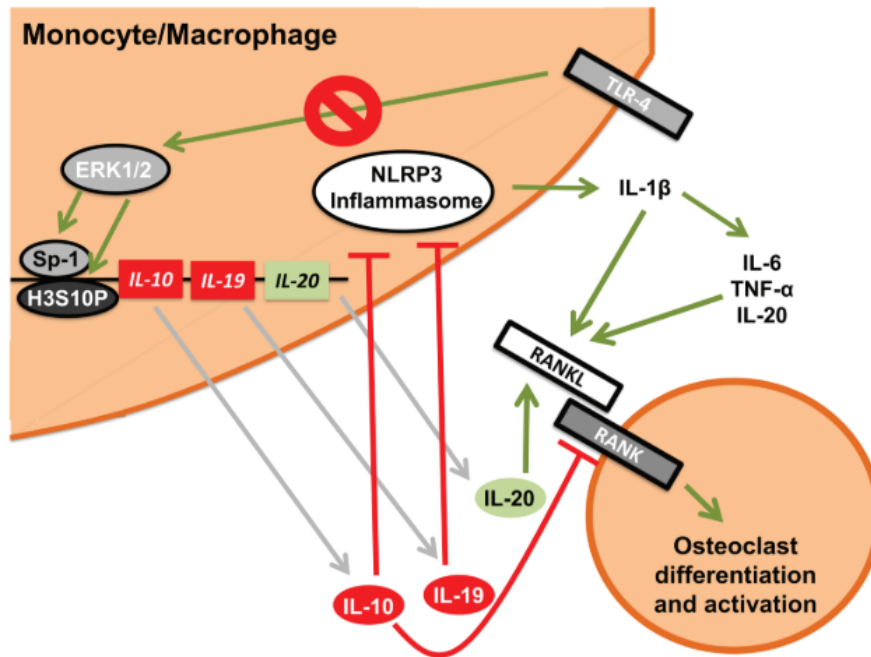 Monocyte/Macrophage
TLR-4
ERK1/2
NLRP3
Inflammasome
IL-1β
Sp-1
H3S10P
IL-10
IL-19
IL-20
IL-6
TNF-α
IL-20
RANKL
RANK
IL-20
IL-10
IL-19
Osteoclast
differentiation
and activation